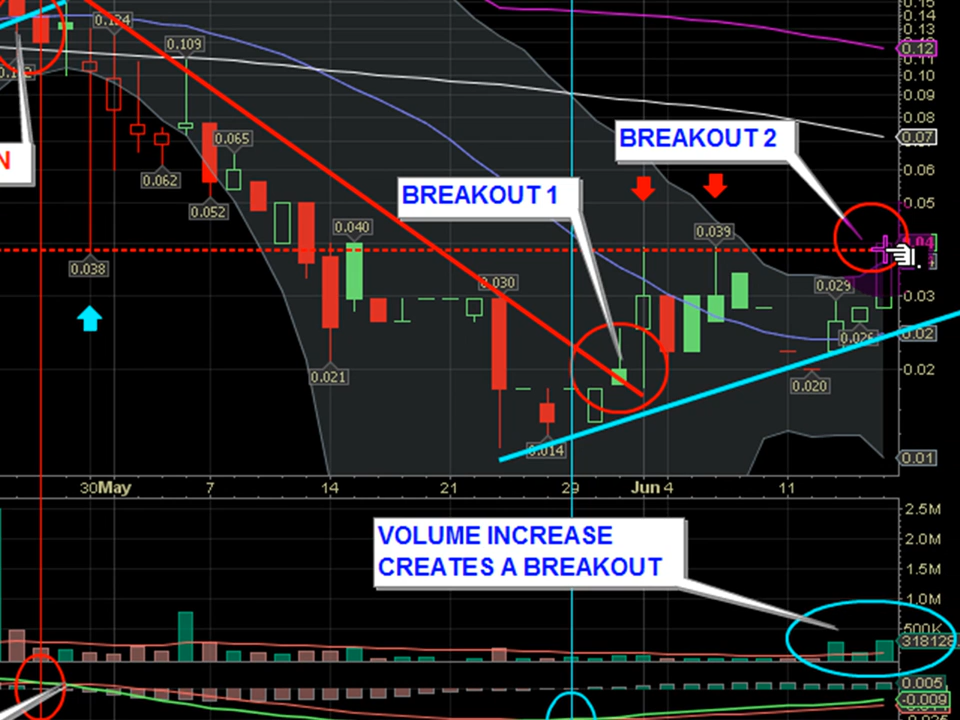 0.15
0.14
0.13
0.12
0.11
0.10
0.09
0.08
0.07
0.06
0.05
0.03
0.02
0.02
0.01
0.124
0.109
0.065
0.062
0.052
0.038
0.040
0.030
0.021
0.014
0.039
0.029
0.026
0.020
N
BREAKOUT 1
BREAKOUT 2
30 May 7 14 21 29 Jun 4 11
VOLUME INCREASE
CREATES A BREAKOUT
2.5M
2.0M
1.5M
1.0M
500K
318128
0.005
-0.009